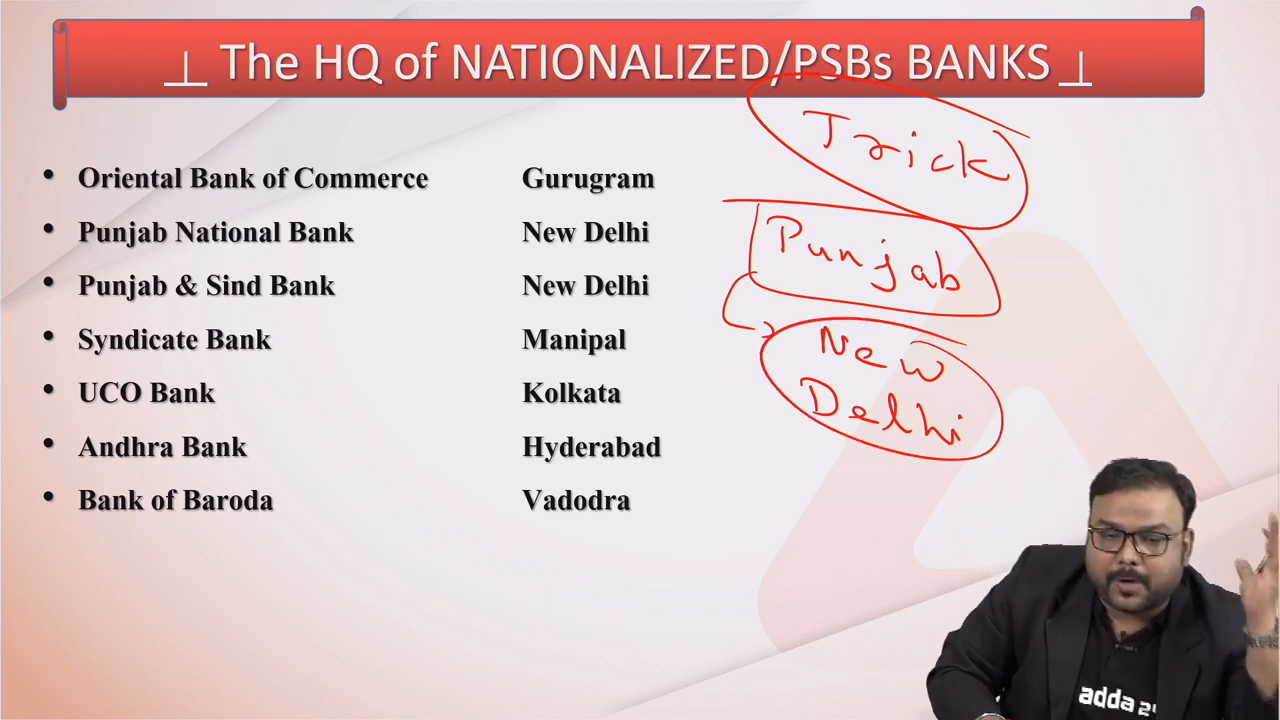 The HQ of NATIONALIZED/PSBs BANKS
Trick
• Oriental Bank of Commerce Gurugram
• Punjab National Bank New Delhi
Punjab
• Punjab & Sind Bank New Delhi
• Syndicate Bank Manipal
New
• UCO Bank Kolkata
Delhi
• Andhra Bank Hyderabad
• Bank of Baroda Vadodra
adda 24